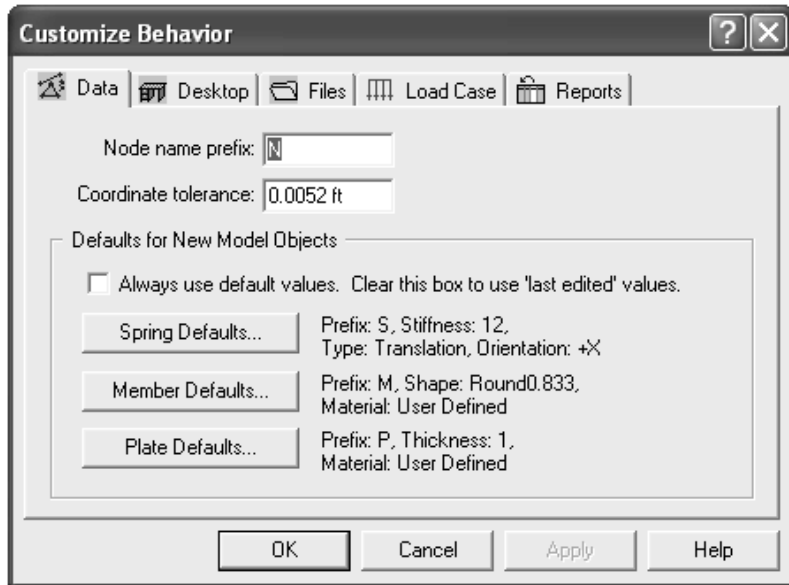 Customize Behavior
Data Desktop Files Load Case Reports
Node name prefix: N
Coordinate tolerance: 0.0052 ft
Defaults for New Model Objects
Always use default values. Clear this box to use 'last edited' values.
Spring Defaults... Prefix: S, Stiffness: 12,
Type: Translation, Orientation: +X
Member Defaults... Prefix: M, Shape: Round0.833,
Material: User Defined
Plate Defaults... Prefix: P, Thickness: 1,
Material: User Defined
OK Cancel Apply Help